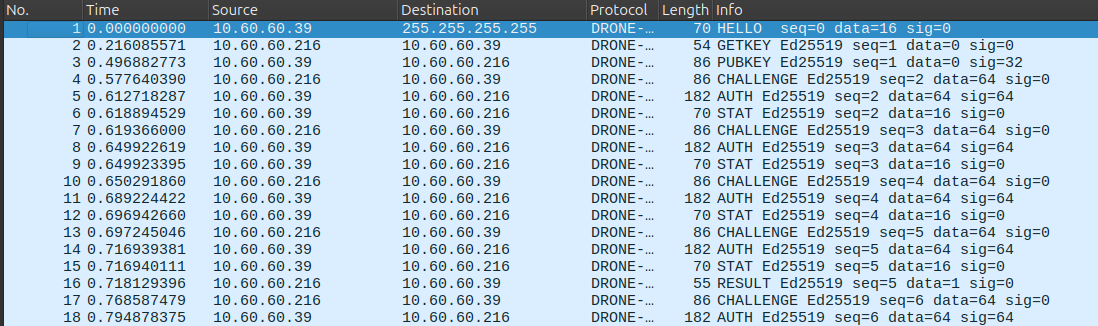 No. Time Source Destination Protocol Length Info
1 0.000000000 10.60.60.39 255.255.255.255 DRONE-… 70 HELLO  seq=0 data=16 sig=0
2 0.216085571 10.60.60.216 10.60.60.39 DRONE-… 54 GETKEY Ed25519 seq=1 data=0 sig=0
3 0.496882773 10.60.60.39 10.60.60.216 DRONE-… 86 PUBKEY Ed25519 seq=1 data=0 sig=32
4 0.577640390 10.60.60.216 10.60.60.39 DRONE-… 86 CHALLENGE Ed25519 seq=2 data=64 sig=0
5 0.612718287 10.60.60.39 10.60.60.216 DRONE-… 182 AUTH Ed25519 seq=2 data=64 sig=64
6 0.618894529 10.60.60.39 10.60.60.216 DRONE-… 70 STAT Ed25519 seq=2 data=16 sig=0
7 0.619366000 10.60.60.216 10.60.60.39 DRONE-… 86 CHALLENGE Ed25519 seq=3 data=64 sig=0
8 0.649922619 10.60.60.39 10.60.60.216 DRONE-… 182 AUTH Ed25519 seq=3 data=64 sig=64
9 0.649923395 10.60.60.39 10.60.60.216 DRONE-… 70 STAT Ed25519 seq=3 data=16 sig=0
10 0.650291860 10.60.60.216 10.60.60.39 DRONE-… 86 CHALLENGE Ed25519 seq=4 data=64 sig=0
11 0.689224422 10.60.60.39 10.60.60.216 DRONE-… 182 AUTH Ed25519 seq=4 data=64 sig=64
12 0.696942660 10.60.60.39 10.60.60.216 DRONE-… 70 STAT Ed25519 seq=4 data=16 sig=0
13 0.697245046 10.60.60.216 10.60.60.39 DRONE-… 86 CHALLENGE Ed25519 seq=5 data=64 sig=0
14 0.716939381 10.60.60.39 10.60.60.216 DRONE-… 182 AUTH Ed25519 seq=5 data=64 sig=64
15 0.716940111 10.60.60.39 10.60.60.216 DRONE-… 70 STAT Ed25519 seq=5 data=16 sig=0
16 0.718129396 10.60.60.216 10.60.60.39 DRONE-… 55 RESULT Ed25519 seq=5 data=1 sig=0
17 0.768587479 10.60.60.216 10.60.60.39 DRONE-… 86 CHALLENGE Ed25519 seq=6 data=64 sig=0
18 0.794878375 10.60.60.39 10.60.60.216 DRONE-… 182 AUTH Ed25519 seq=6 data=64 sig=64